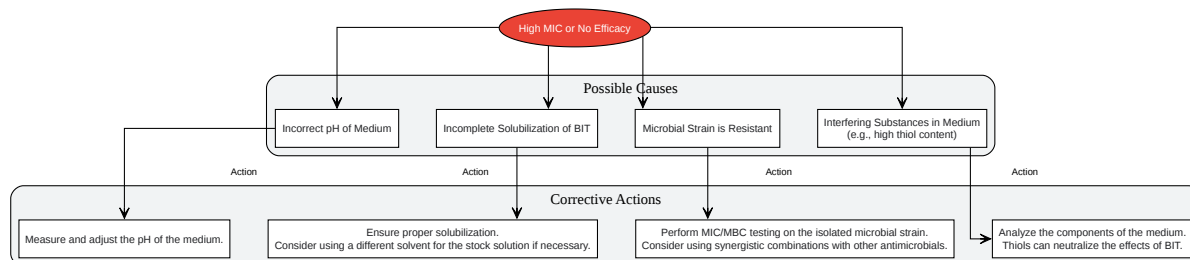 High MIC or No Efficacy
Possible Causes
Incorrect pH of Medium
Incomplete Solubilization of BIT
Microbial Strain is Resistant
Interfering Substances in Medium
(e.g., high thiol content)
Action
Action
Action
Action
Corrective Actions
Measure and adjust the pH of the medium.
Ensure proper solubilization.
Consider using a different solvent for the stock solution if necessary.
Perform MIC/MBC testing on the isolated microbial strain.
Consider using synergistic combinations with other antimicrobials.
Analyze the components of the medium.
Thiols can neutralize the effects of BIT.